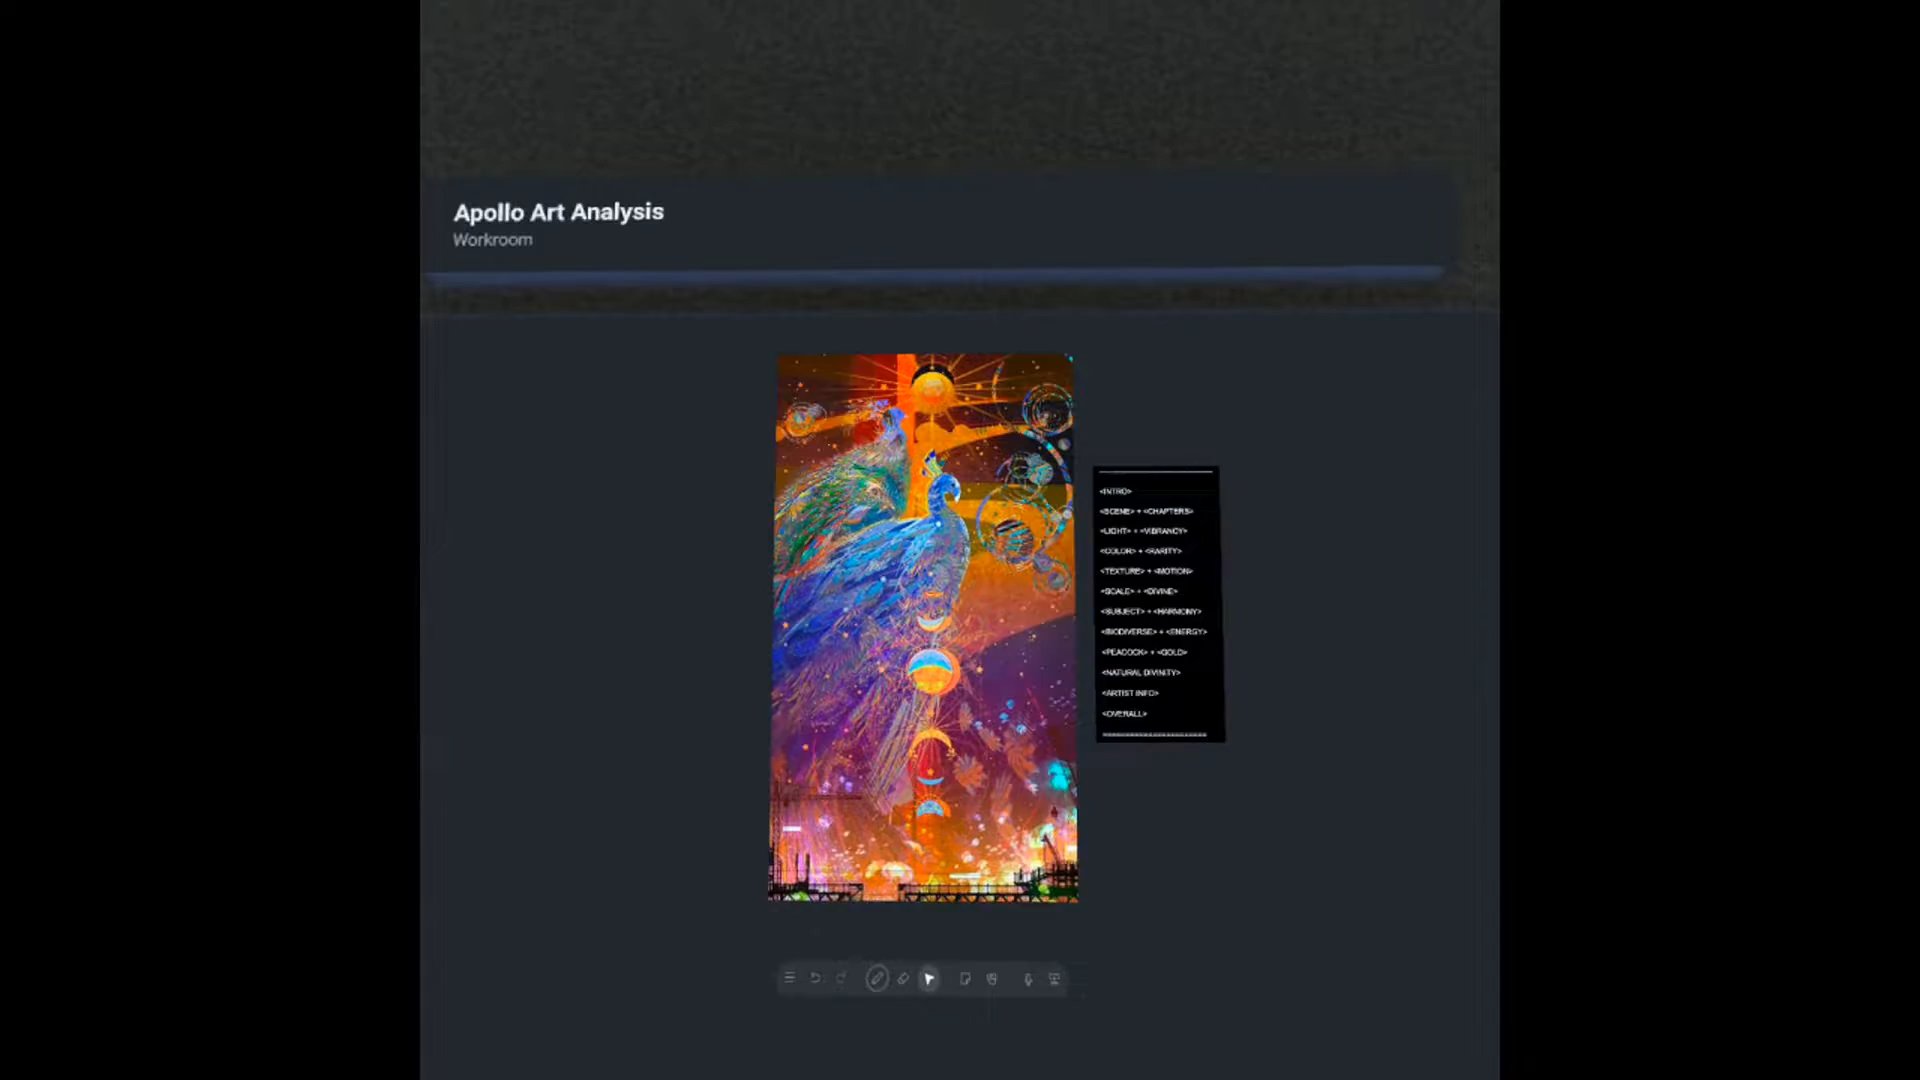 Apollo Art Analysis
Workroom
<INTRO>
<SCENE> + <CHAPTERS>
<LIGHT> + <VIBRANCY>
<COLOR> + <RARITY>
<TEXTURE> + <MOTION>
<SCALE> + <DIVINE>
<SUBJECT> + <HARMONY>
<BIODIVERSE> + <ENERGY>
<PEACOCK> + <GOLD>
<NATURAL DIVINITY>
<ARTIST INFO>
<OVERALL>